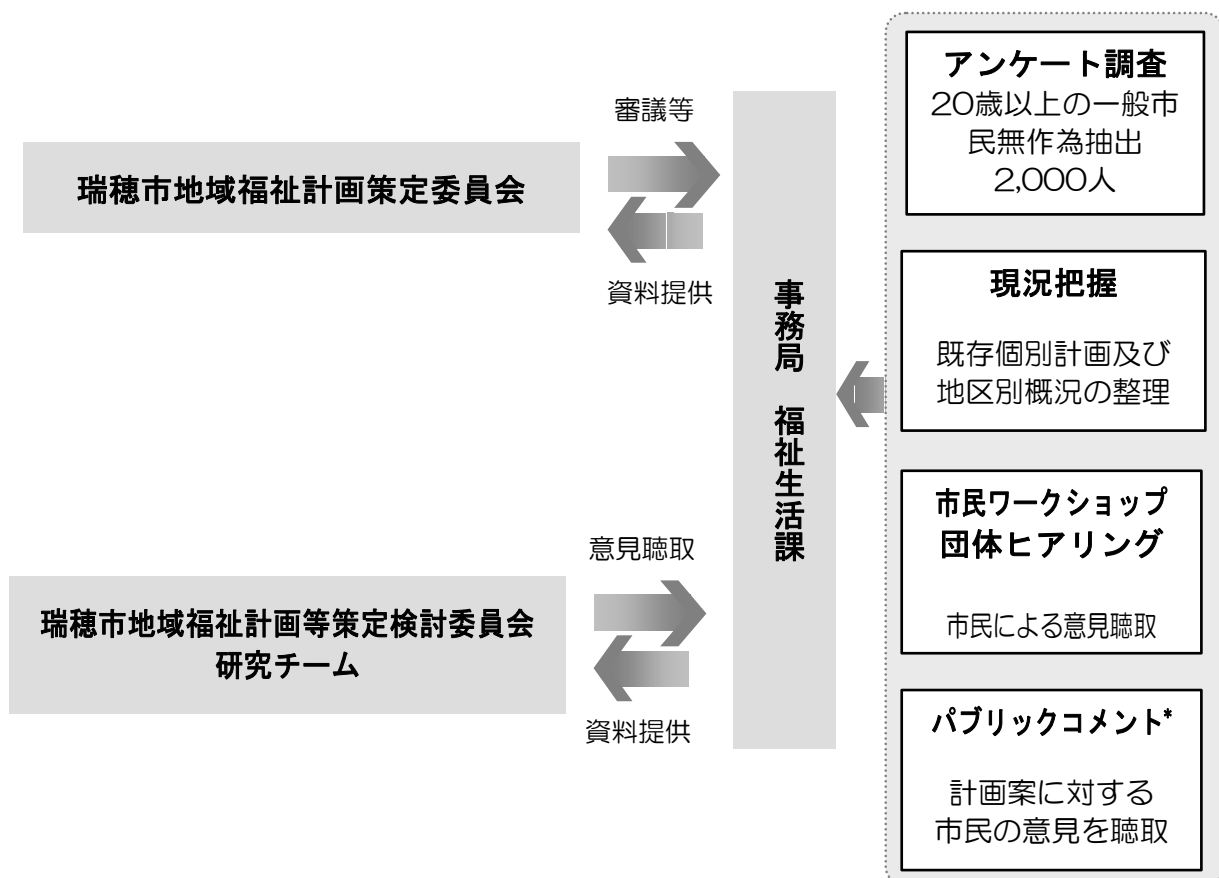 瑞穂市地域福祉計画策定委員会
審議等
資料提供
瑞穂市地域福祉計画等策定検討委員会
研究チーム
意見聴取
資料提供
事務局　福祉生活課
アンケート調査
20歳以上の一般市
民無作為抽出
2,000人
現況把握
既存個別計画及び
地区別概況の整理
市民ワークショップ
団体ヒアリング
市民による意見聴取
パブリックコメント*
計画案に対する
市民の意見を聴取